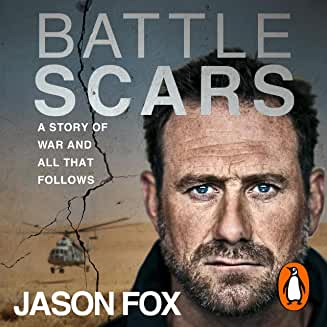 BATTLE
SCARS
A STORY OF
WAR AND
ALL THAT
FOLLOWS
JASON FOX